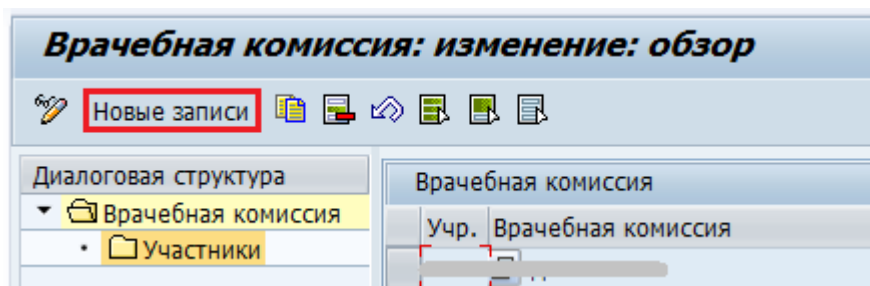 Врачебная комиссия: изменение: обзор
Новые записи
Диалоговая структура
Врачебная комиссия
Участники
Врачебная комиссия
Учр. Врачебная комиссия